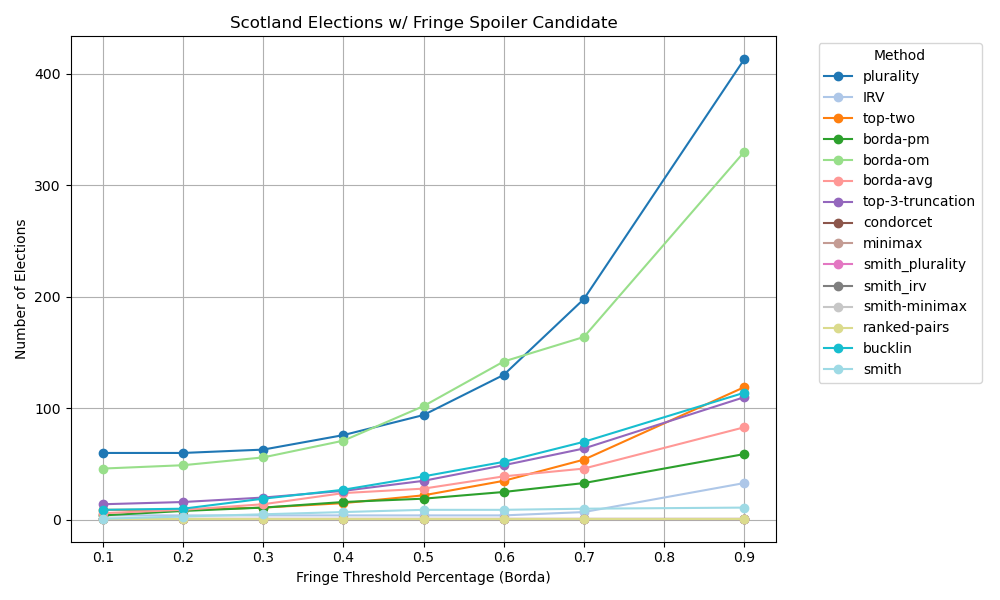 Scotland Elections w/ Fringe Spoiler Candidate
Number of Elections
400
300
200
100
0
0.1 0.2 0.3 0.4 0.5 0.6 0.7 0.8 0.9
Fringe Threshold Percentage (Borda)
Method
plurality
IRV
top-two
borda-pm
borda-om
borda-avg
top-3-truncation
condorcet
minimax
smith_plurality
smith_irv
smith-minimax
ranked-pairs
bucklin
smith